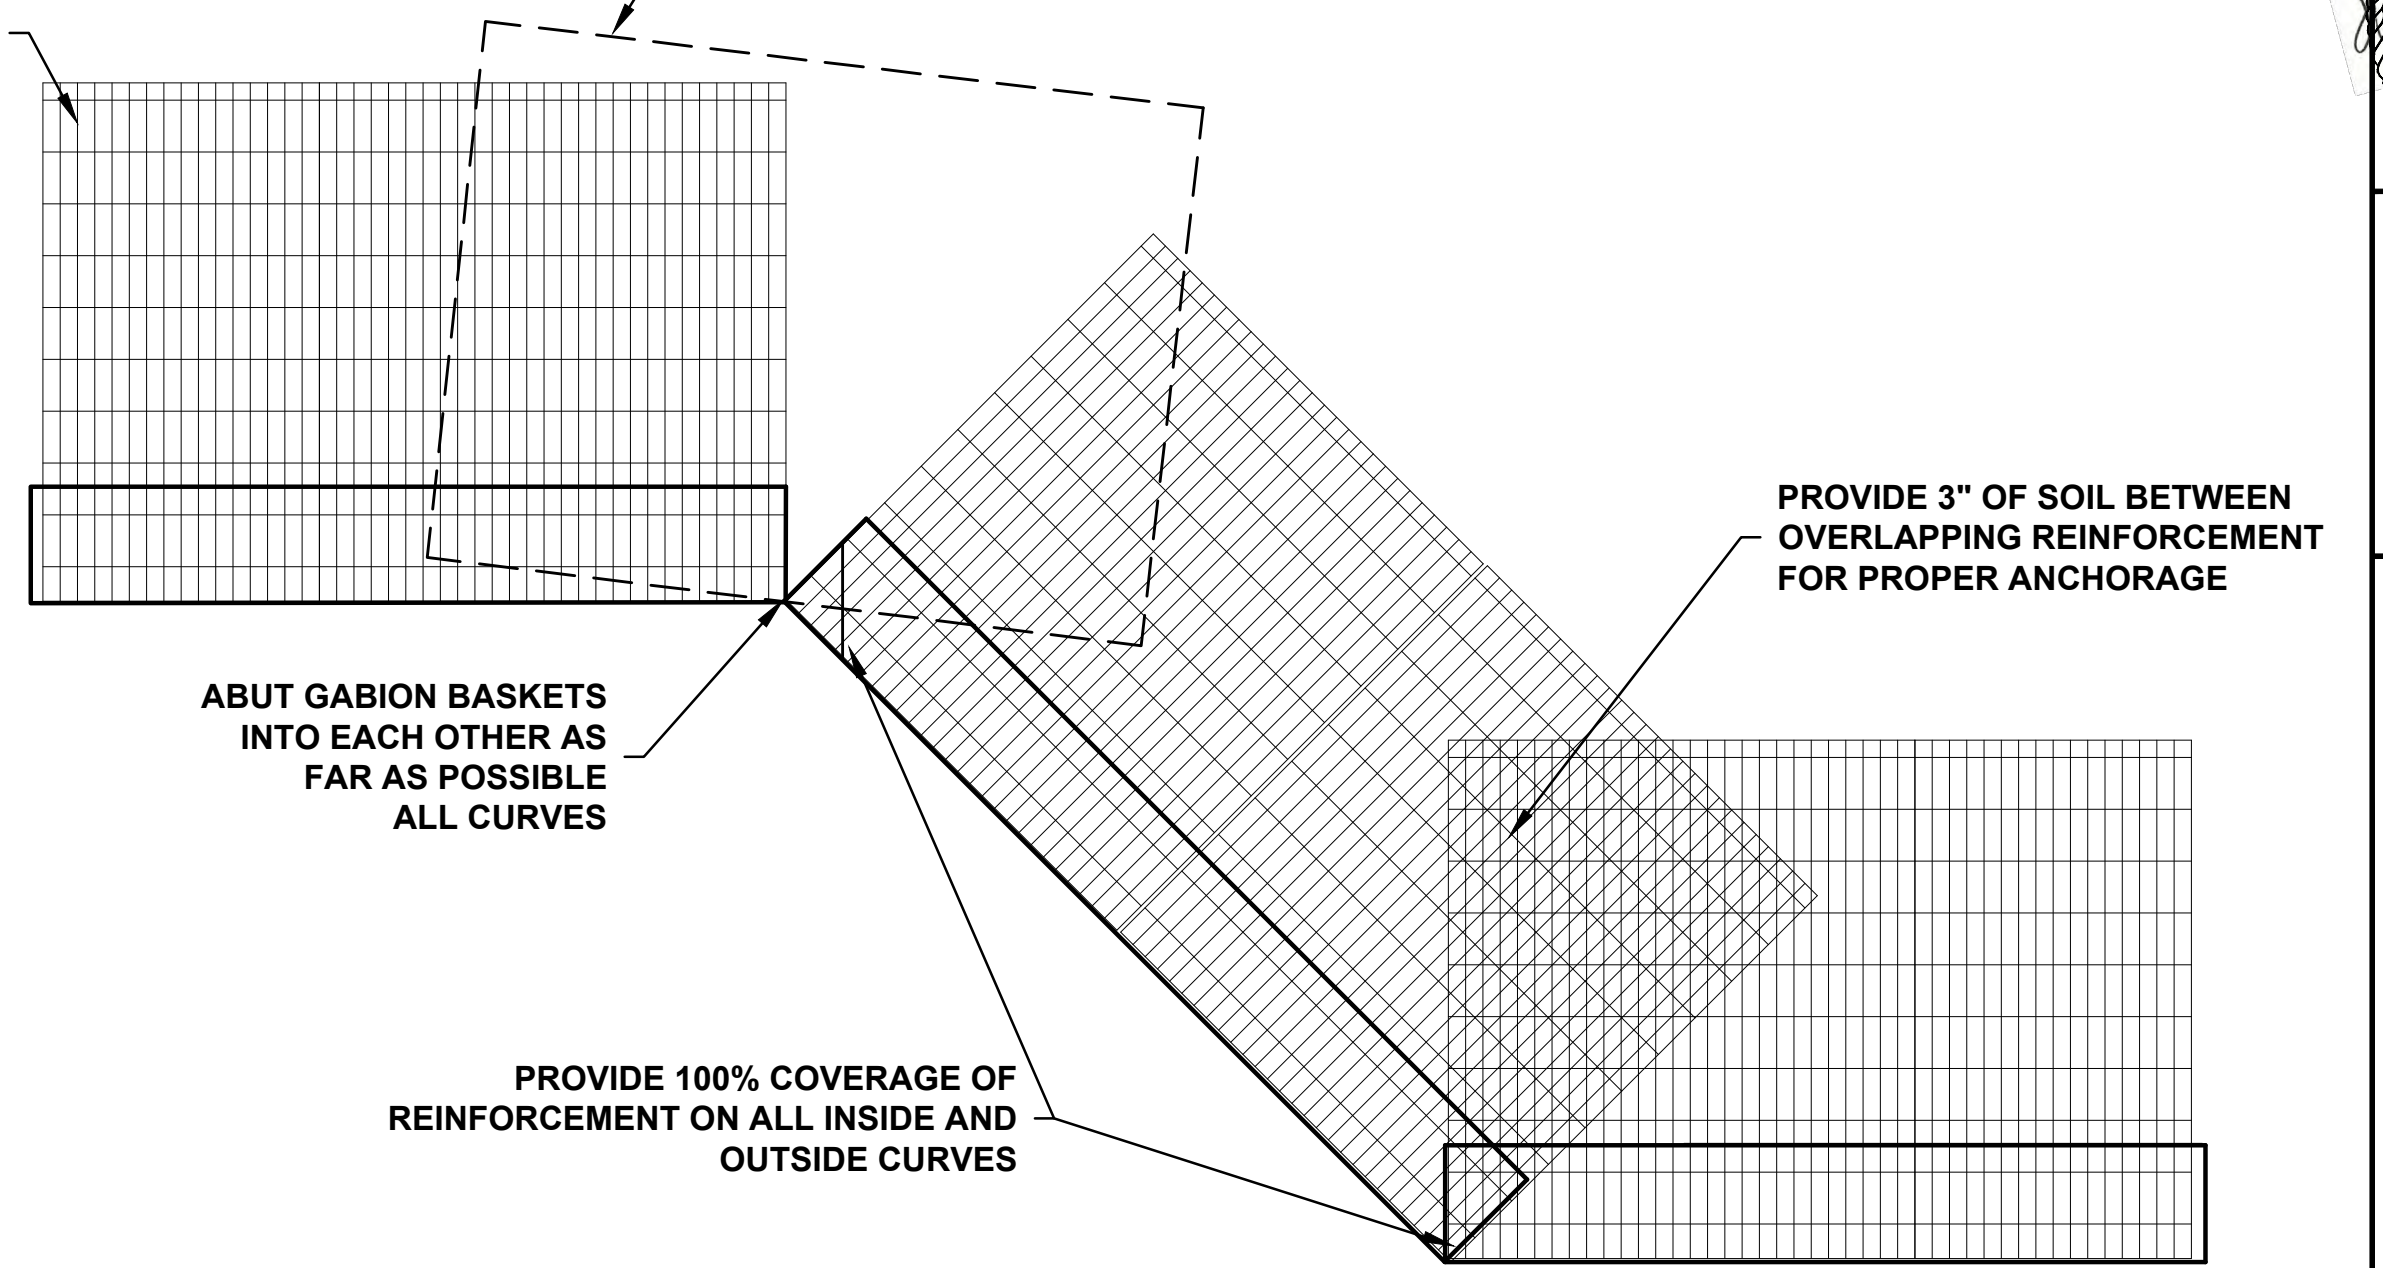 PROVIDE 3" OF SOIL BETWEEN
OVERLAPPING REINFORCEMENT
FOR PROPER ANCHORAGE
ABUT GABION BASKETS
INTO EACH OTHER AS
FAR AS POSSIBLE
ALL CURVES
PROVIDE 100% COVERAGE OF
REINFORCEMENT ON ALL INSIDE AND
OUTSIDE CURVES